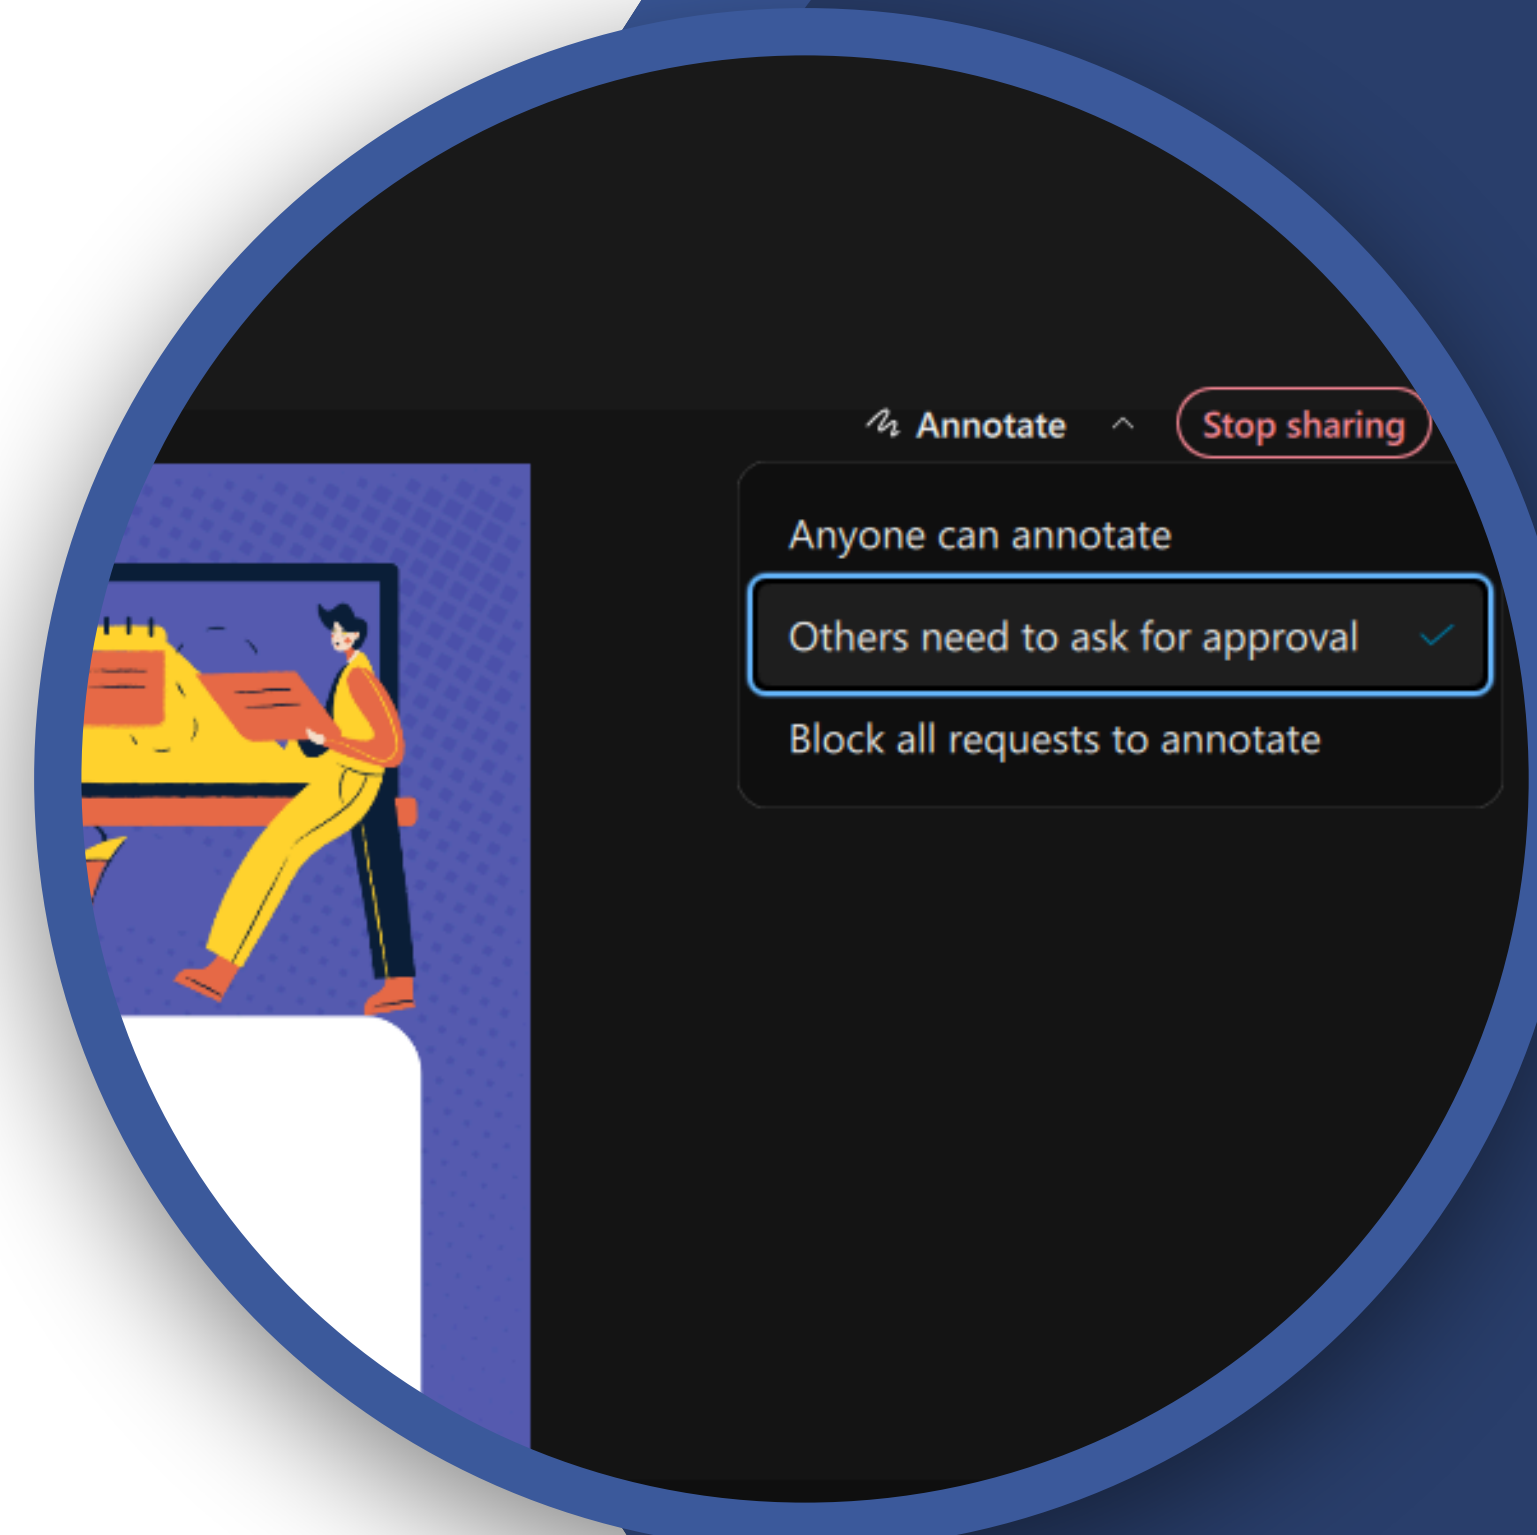 Annotate
Stop sharing
Anyone can annotate
Others need to ask for approval
Block all requests to annotate